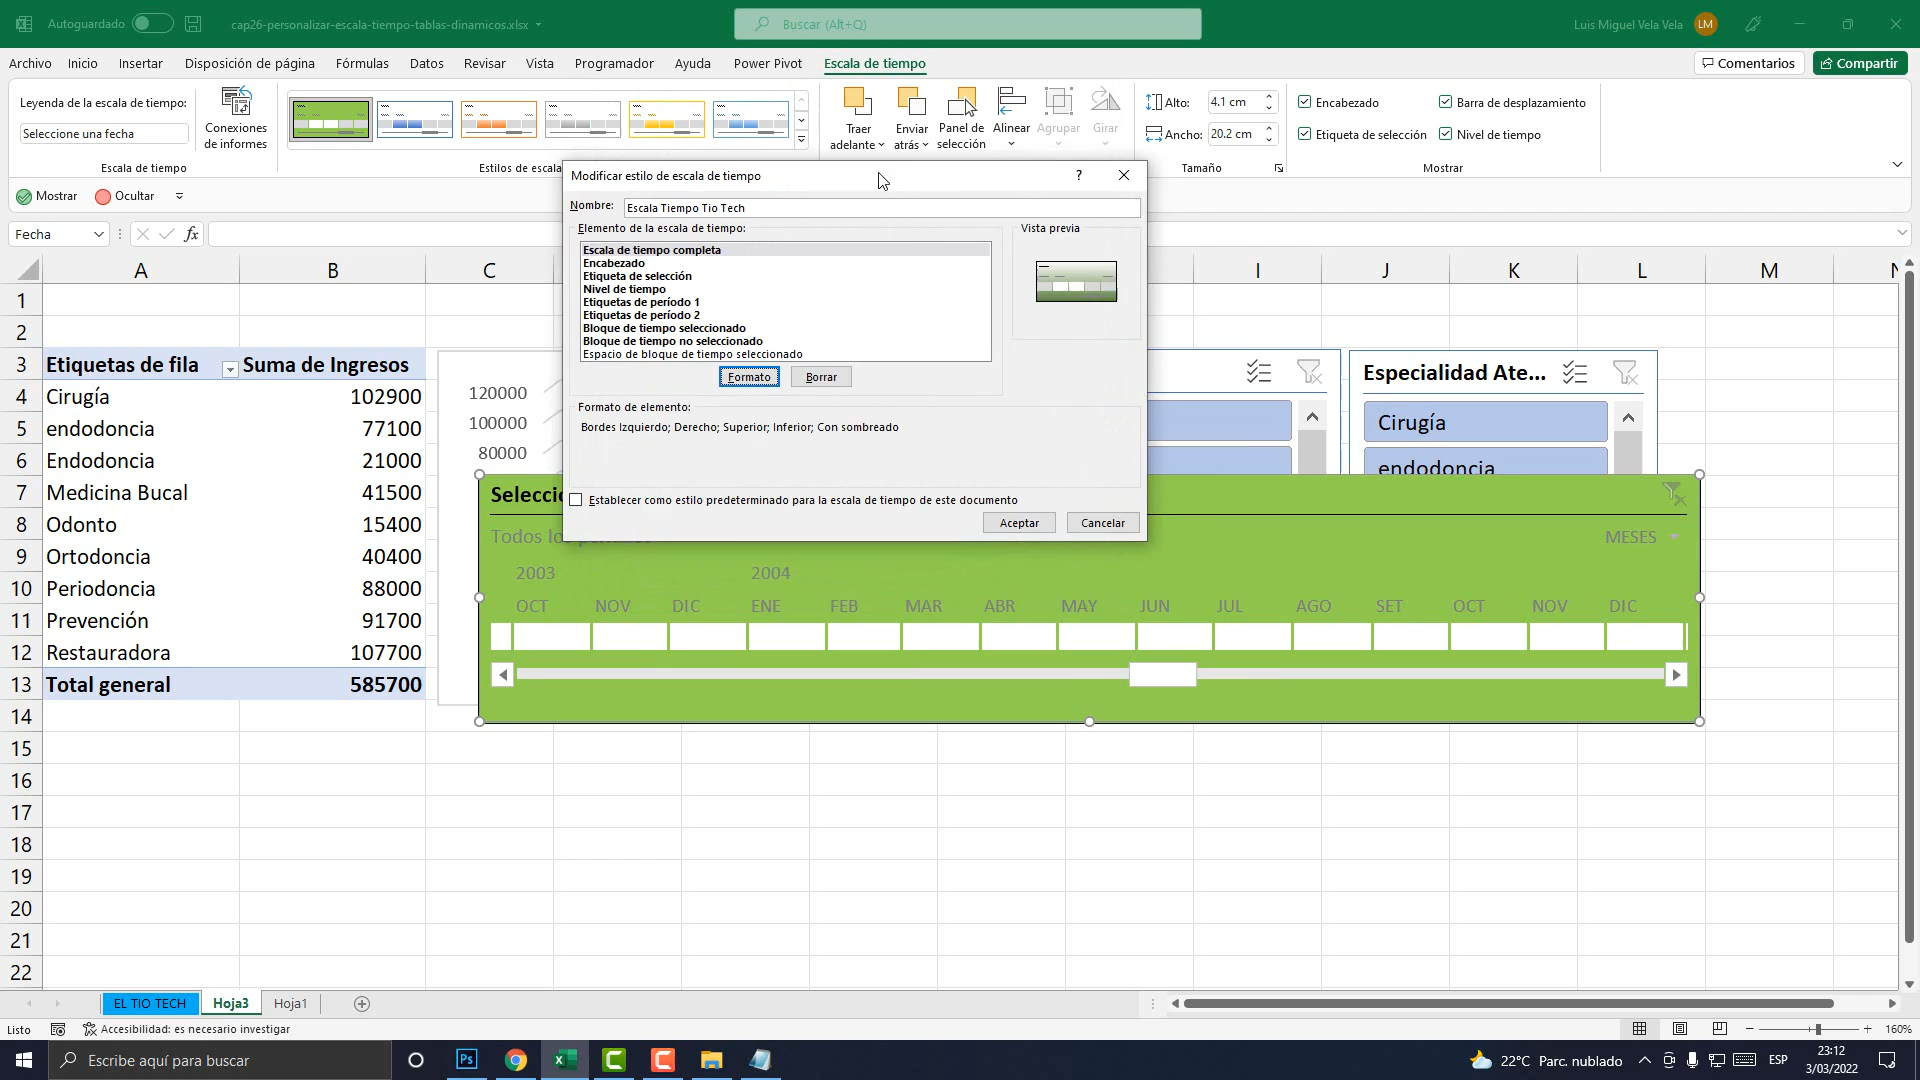 Autoguardado
cap26-personalizar-escala-tiempo-tablas-dinamicos.xlsx
Buscar (Alt+Q)
Luis Miguel Vela Vela
LM
Archivo Inicio Insertar Disposición de página Fórmulas Datos Revisar Vista Programador Ayuda Power Pivot Escala de tiempo
Comentarios
Compartir
Leyenda de la escala de tiempo:
Seleccione una fecha
Conexiones de informes
Escala de tiempo
Estilos de escala
Traer adelante
Enviar atrás
Panel de selección
Alinear
Agrupar
Girar
Alto: 4.1 cm
Ancho: 20.2 cm
Tamaño
Encabezado
Barra de desplazamiento
Etiqueta de selección
Nivel de tiempo
Mostrar
Mostrar Ocultar
Fecha
fx
Modificar estilo de escala de tiempo
?
Nombre: Escala Tiempo Tio Tech
Elemento de la escala de tiempo:
Vista previa
Escala de tiempo completa
Encabezado
Etiqueta de selección
Nivel de tiempo
Etiquetas de período 1
Etiquetas de período 2
Bloque de tiempo seleccionado
Bloque de tiempo no seleccionado
Espacio de bloque de tiempo seleccionado
Formato Borrar
Formato de elemento:
Bordes Izquierdo; Derecho; Superior; Inferior; Con sombreado
Establecer como estilo predeterminado para la escala de tiempo de este documento
Aceptar Cancelar
A B C I J K L M N
1
2
3 Etiquetas de fila Suma de Ingresos
4 Cirugía 102900
5 endodoncia 77100
6 Endodoncia 21000
7 Medicina Bucal 41500
8 Odonto 15400
9 Ortodoncia 40400
10 Periodoncia 88000
11 Prevención 91700
12 Restauradora 107700
13 Total general 585700
14
15
16
17
18
19
20
21
22
120000
100000
80000
Especialidad Ate...
Cirugía
endodoncia
Selecci
Todos lo
MESES
2003 2004
OCT NOV DIC ENE FEB MAR ABR MAY JUN JUL AGO SET OCT NOV DIC
EL TIO TECH Hoja3 Hoja1
Listo
Accesibilidad: es necesario investigar
160%
Escribe aquí para buscar
Ps
22°C Parc. nublado
ESP
23:12
3/03/2022